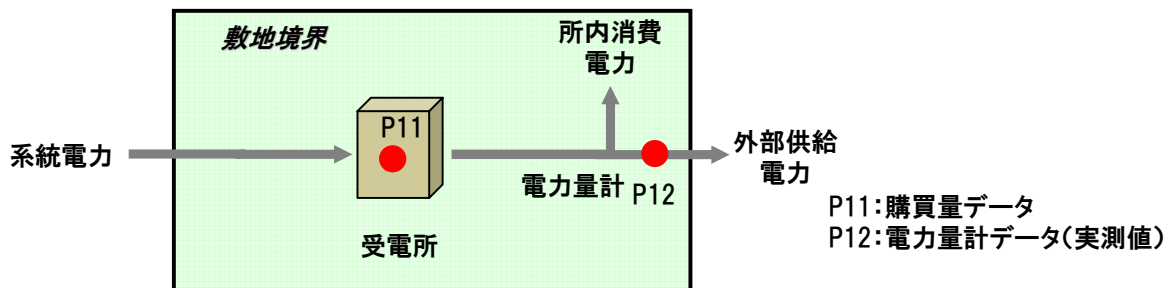 敷地境界
所内消費
電力
P11
系統電力
外部供給
電力
電力量計
P12
受電所
P11：購買量データ
P12：電力量計データ（実測値）